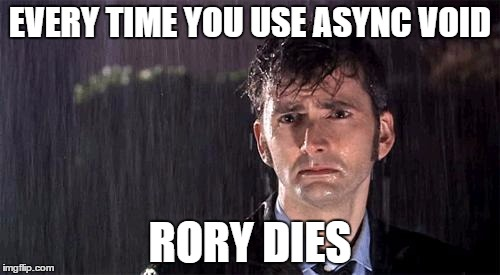 EVERY TIME YOU USE ASYNC VOID
RORY DIES
imgflip.com